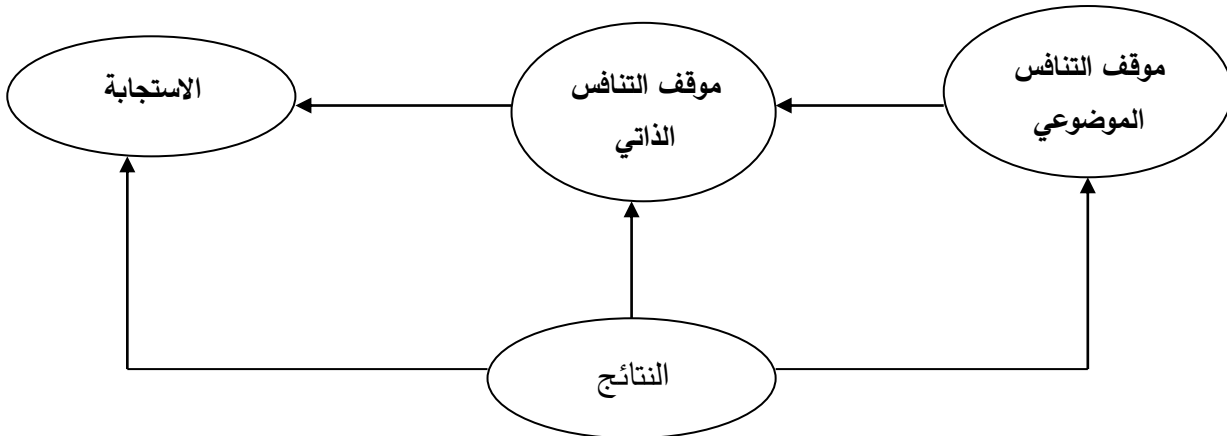 موقف التنافس
الموضوعي
موقف التنافس
الذاتي
الاستجابة
النتائج